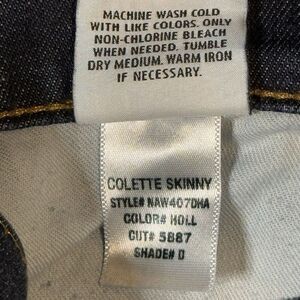 MACHINE WASH COLD
WITH LIKE COLORS. ONLY
NON-CHLORINE BLEACH
WHEN NEEDED. TUMBLE
DRY MEDIUM. WARM IRON
IF NECESSARY.
COLETTE SKINNY
STYLE# NAW407DHA
COLOR# HOLL
CUT# 5887
SHADE# D